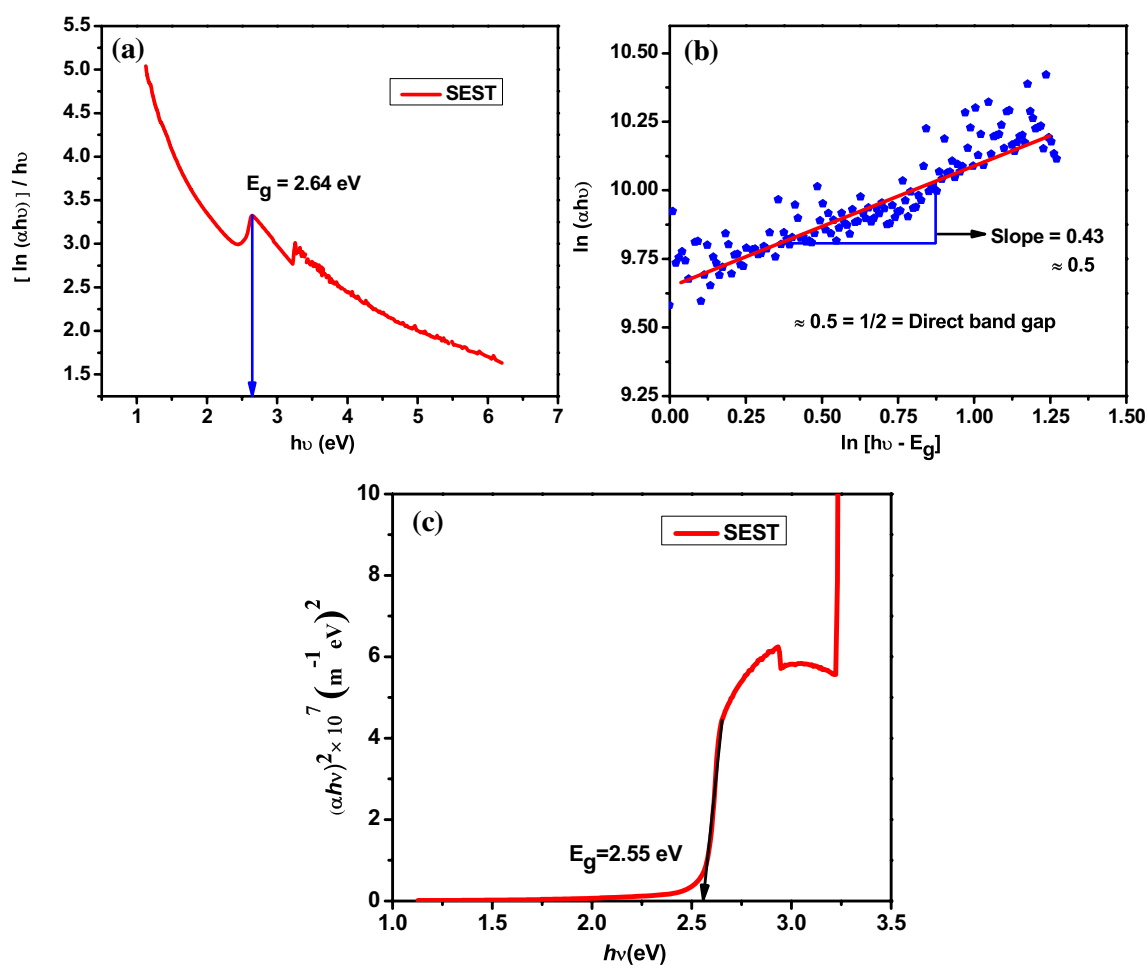 (a)
SEST
E_g = 2.64 eV
5.5
5.0
4.5
4.0
3.5
3.0
2.5
2.0
1.5
[ ln (αhυ) ] / hυ
1 2 3 4 5 6 7
hυ (eV)
(b)
10.50
10.25
10.00
9.75
9.50
9.25
ln (αhυ)
Slope = 0.43
≈ 0.5
≈ 0.5 = 1/2 = Direct band gap
0.00 0.25 0.50 0.75 1.00 1.25 1.50
ln [hυ - E_g]
(c)
SEST
10
8
6
4
2
0
(αhν)² × 10⁷ (m⁻¹ eV)²
E_g=2.55 eV
1.0 1.5 2.0 2.5 3.0 3.5
hν(eV)